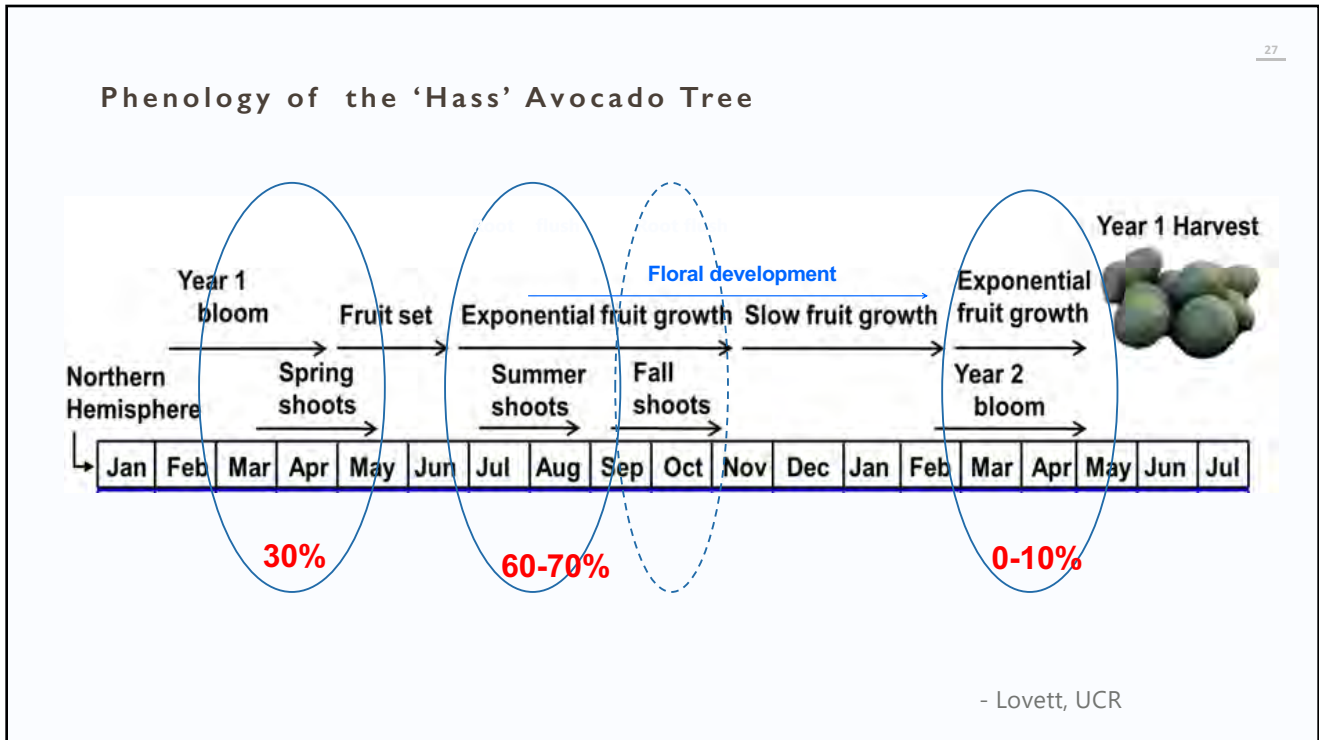 27
Phenology of the ‘Hass’ Avocado Tree
Year 1 Harvest
Floral development
Year 1
bloom
Fruit set
Exponential fruit growth
Slow fruit growth
Exponential
fruit growth
Northern
Hemisphere
Spring
shoots
Summer
shoots
Fall
shoots
Year 2
bloom
Jan Feb Mar Apr May Jun Jul Aug Sep Oct Nov Dec Jan Feb Mar Apr May Jun Jul
30%
60-70%
0-10%
- Lovett, UCR